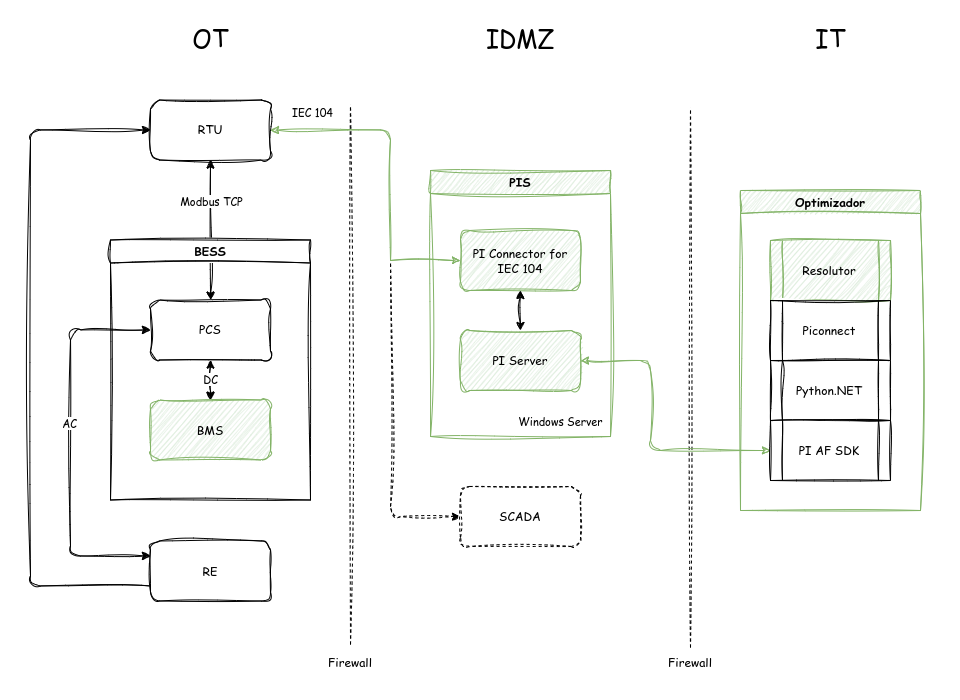 OT
IDMZ
IT
IEC 104
RTU
Modbus TCP
BESS
PCS
DC
BMS
AC
RE
Firewall
PIS
PI Connector for
IEC 104
PI Server
Windows Server
SCADA
Firewall
Optimizador
Resolutor
Piconnect
Python.NET
PI AF SDK